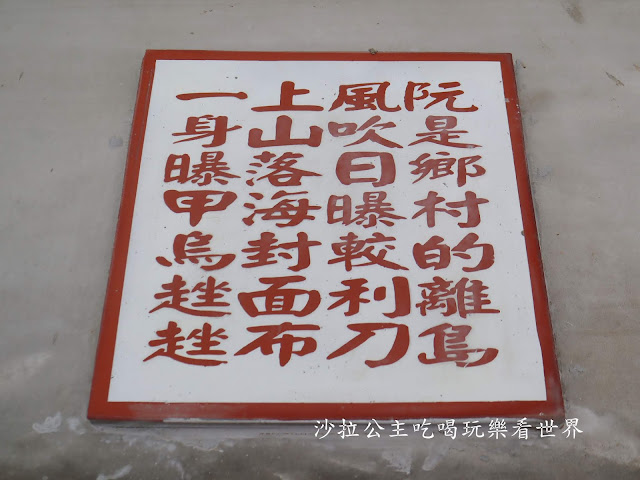 阮是鄉村的離島
風吹日曝較利刀
上山落海封面布
一身曝甲烏趖趖
沙拉公主吃喝玩樂看世界